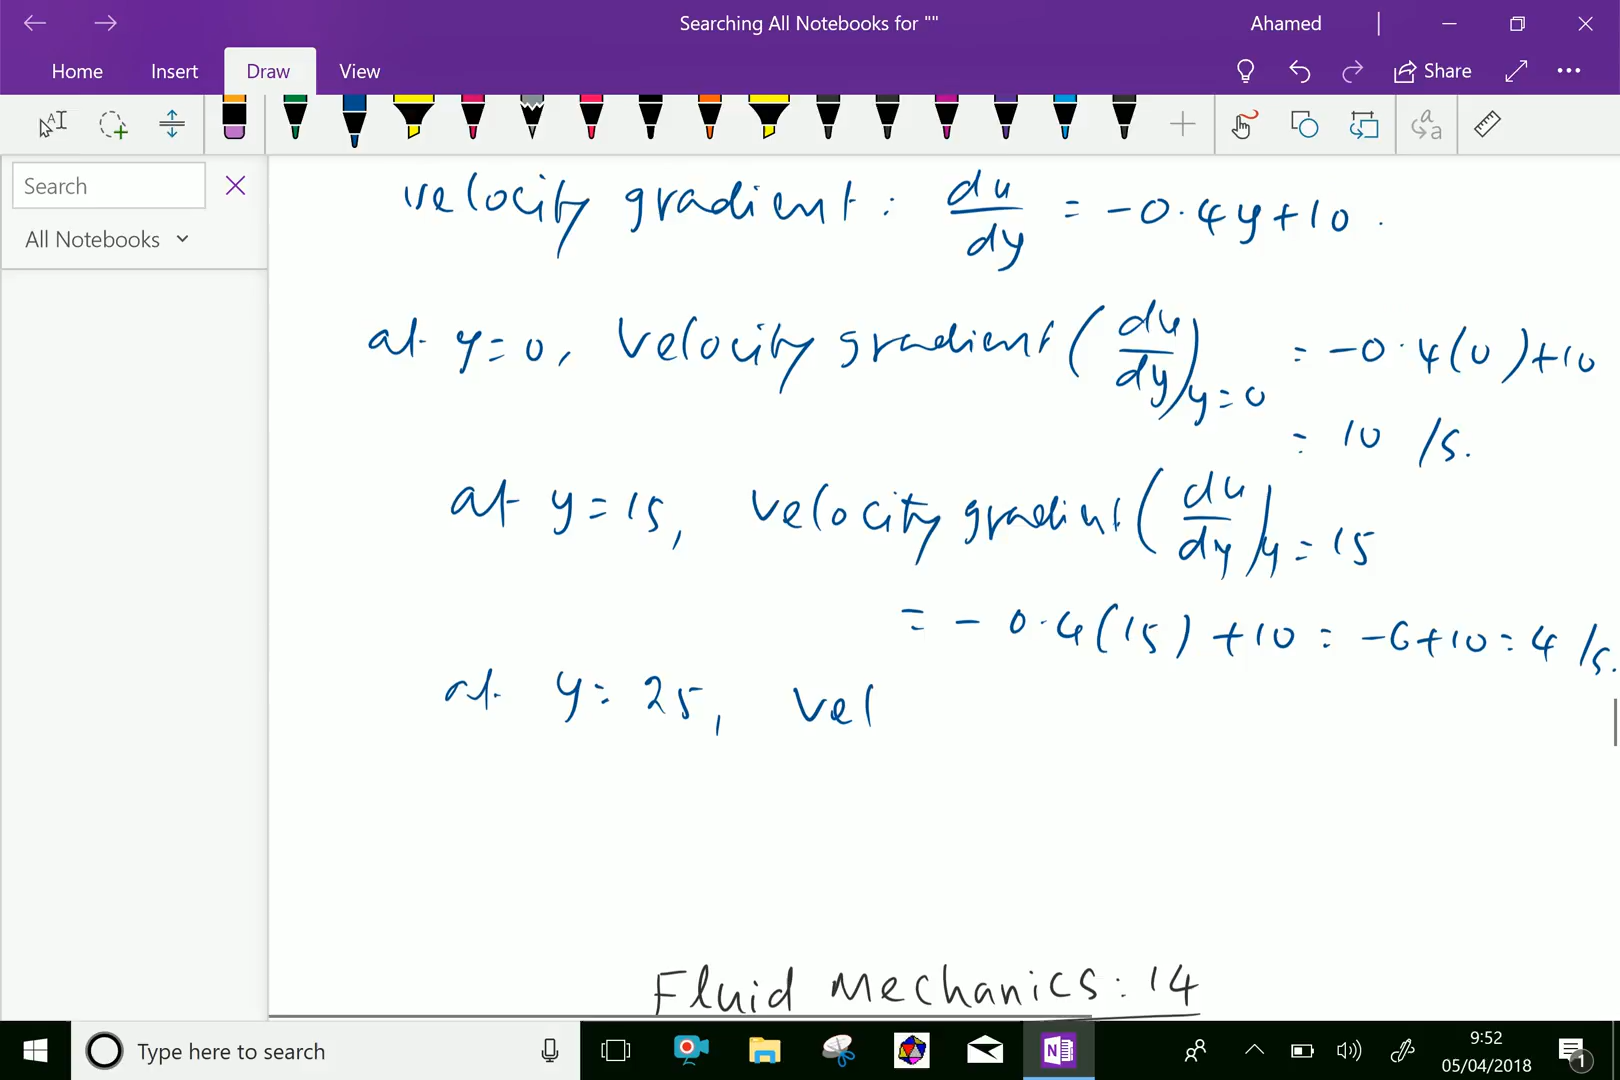 Searching All Notebooks for ""
Ahamed
Home Insert Draw View
Share
Search
All Notebooks
velocity gradient : du/dy = -0.4y+10.
at y=0, velocity gradient (du/dy)y=0 = -0.4(0)+10
= 10 /s.
at y=15, velocity gradient (du/dy)y=15
= -0.4(15)+10 = -6+10=4 /s.
at y=25, vel
Fluid Mechanics: 14
Type here to search
9:52
05/04/2018
1